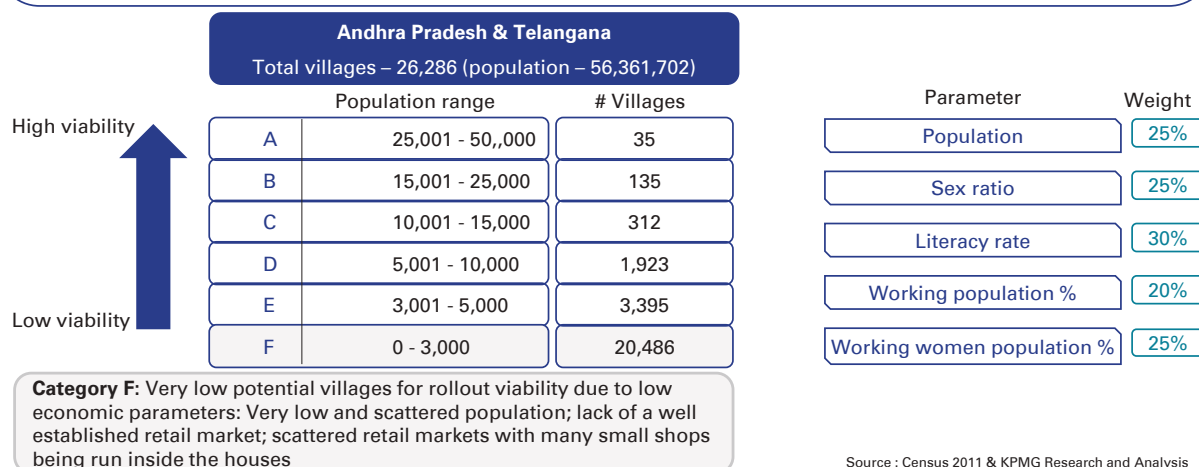 Andhra Pradesh & Telangana
Total villages – 26,286 (population – 56,361,702)
Population range # Villages
High viability
A 25,001 - 50,,000 35
B 15,001 - 25,000 135
C 10,001 - 15,000 312
D 5,001 - 10,000 1,923
E 3,001 - 5,000 3,395
Low viability
F 0 - 3,000 20,486
Category F: Very low potential villages for rollout viability due to low
economic parameters: Very low and scattered population; lack of a well
established retail market; scattered retail markets with many small shops
being run inside the houses
Parameter Weight
Population 25%
Sex ratio 25%
Literacy rate 30%
Working population % 20%
Working women population % 25%
Source : Census 2011 & KPMG Research and Analysis